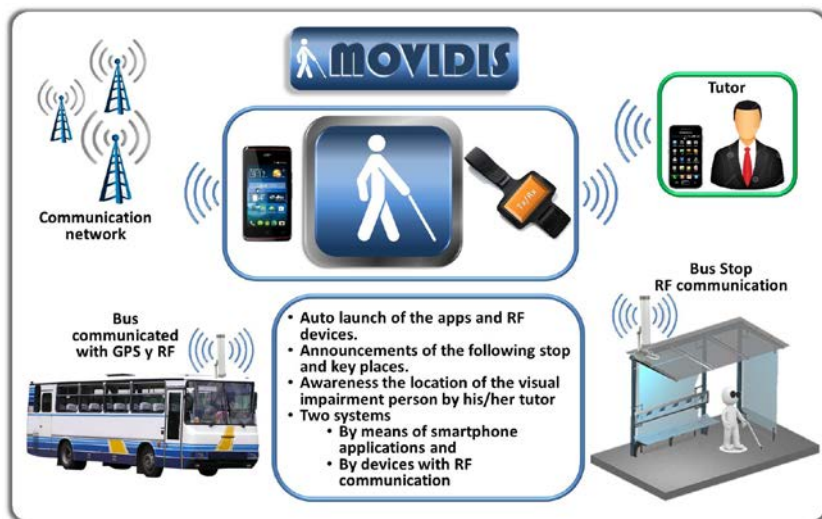 MOVIDIS
Tutor
Tx/Rx
Communication
network
Bus Stop
RF communication
Bus
communicated
with GPS y RF
• Auto launch of the apps and RF
devices.
• Announcements of the following stop
and key places.
• Awareness the location of the visual
impairment person by his/her tutor
• Two systems
• By means of smartphone
applications and
• By devices with RF
communication